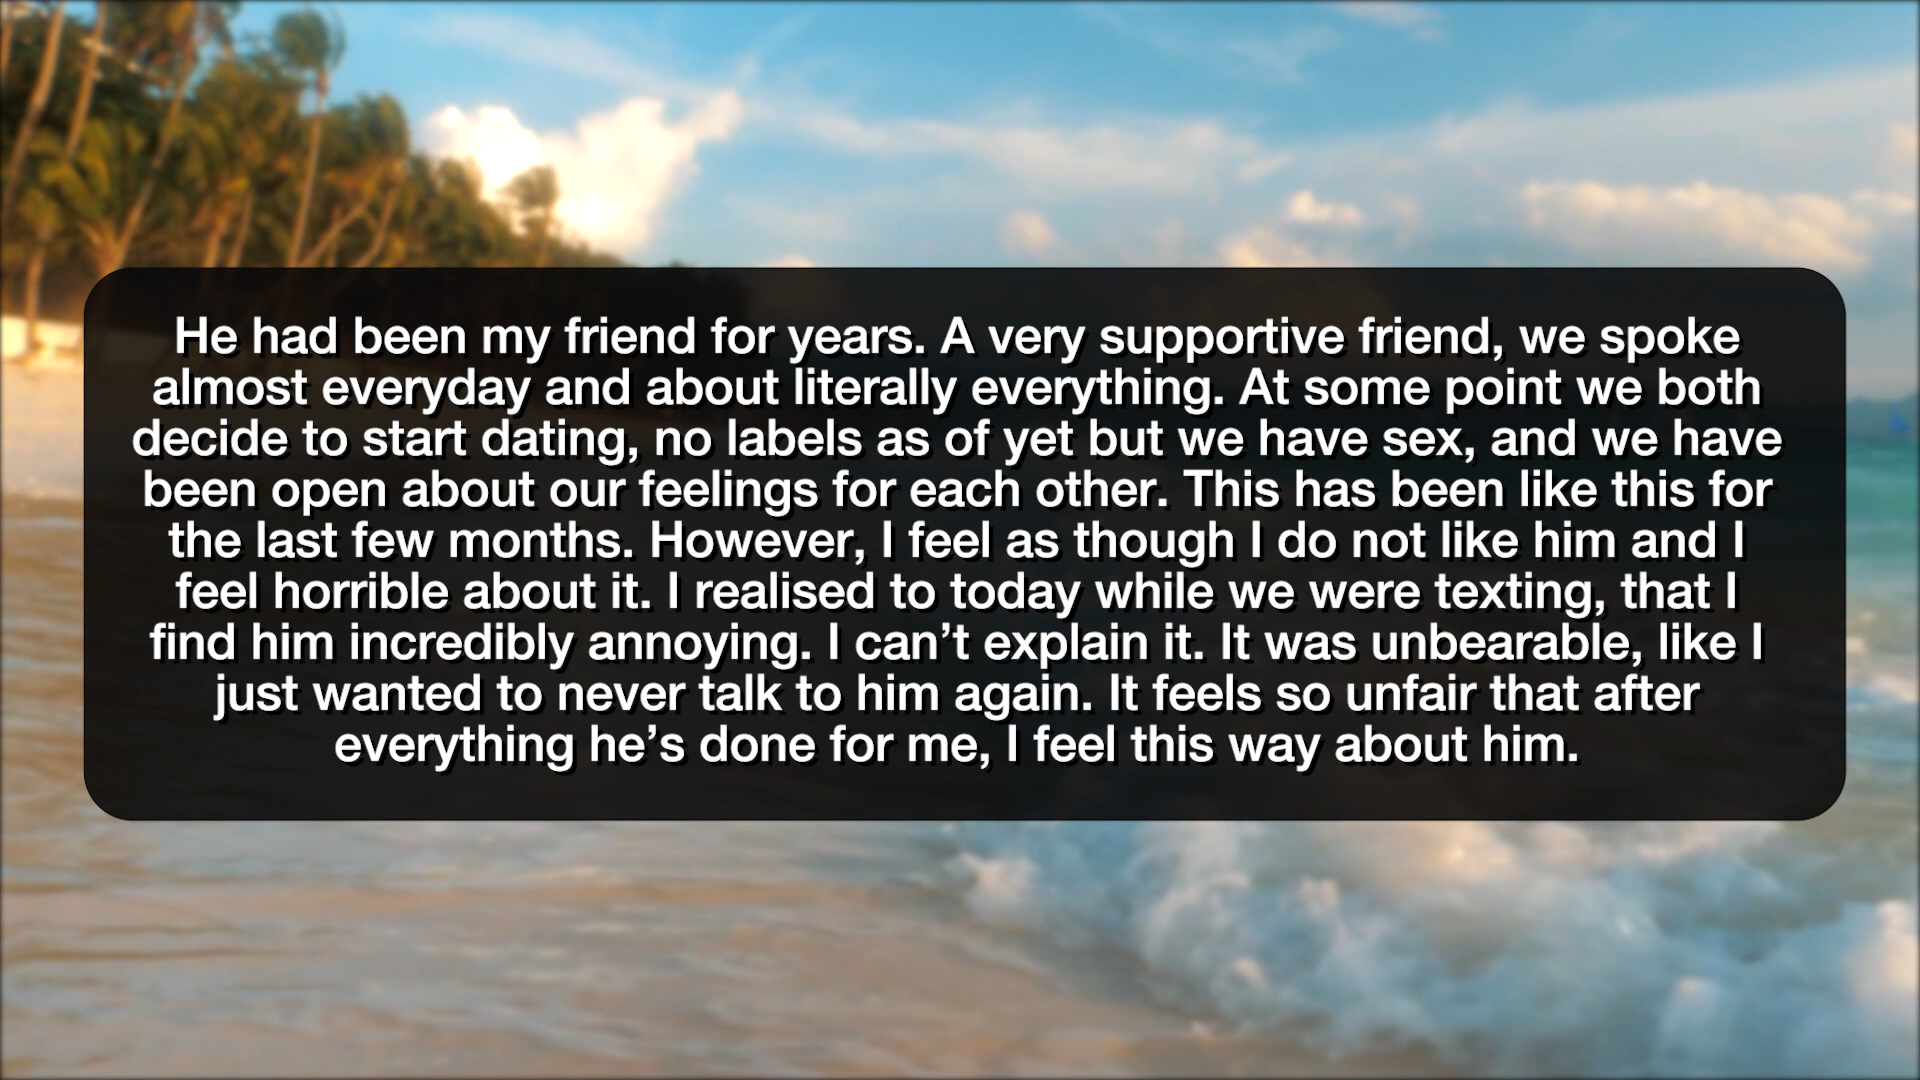 He had been my friend for years. A very supportive friend, we spoke
almost everyday and about literally everything. At some point we both
decide to start dating, no labels as of yet but we have sex, and we have
been open about our feelings for each other. This has been like this for
the last few months. However, I feel as though I do not like him and I
feel horrible about it. I realised to today while we were texting, that I
find him incredibly annoying. I can’t explain it. It was unbearable, like I
just wanted to never talk to him again. It feels so unfair that after
everything he’s done for me, I feel this way about him.